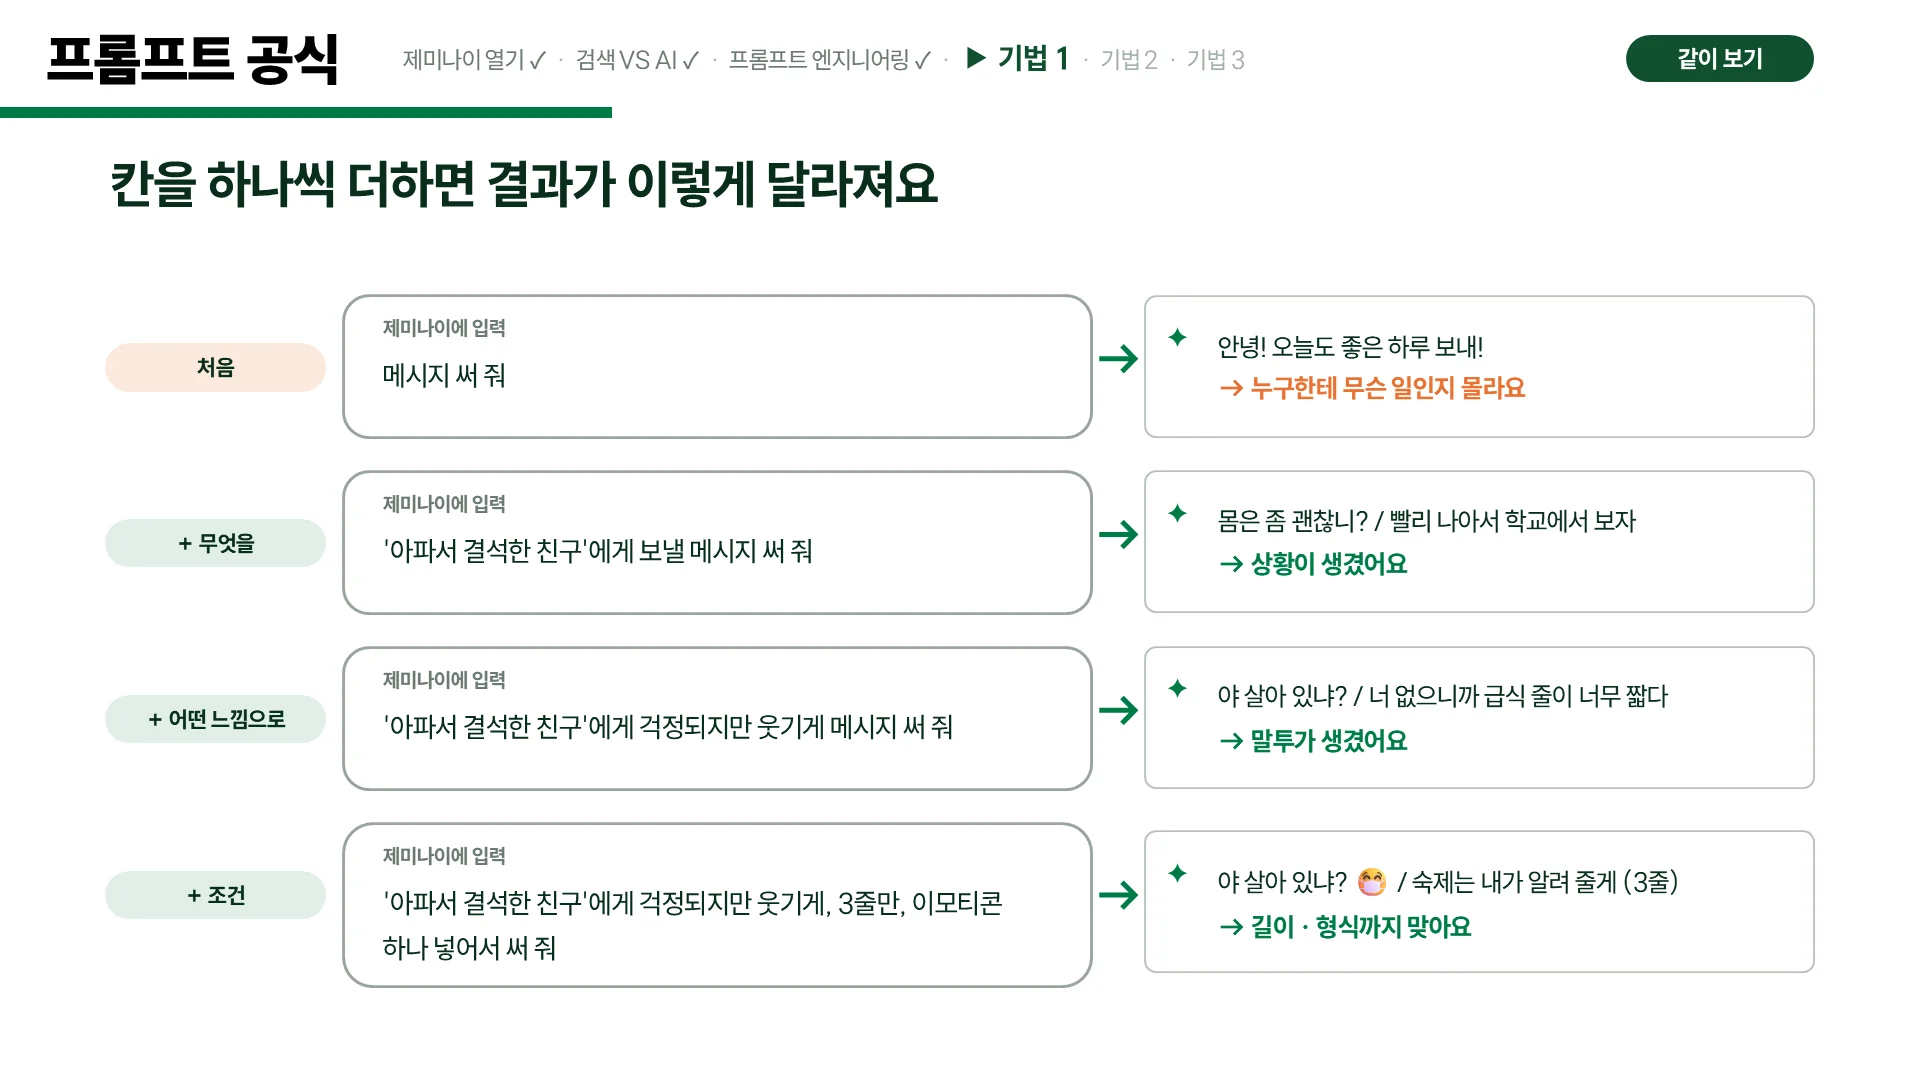 프롬프트 공식
제미나이 열기 ✓ · 검색 VS AI ✓ · 프롬프트 엔지니어링 ✓ · ▶ 기법 1 · 기법 2 · 기법 3
같이 보기
칸을 하나씩 더하면 결과가 이렇게 달라져요
처음
제미나이에 입력
메시지 써 줘
→
안녕! 오늘도 좋은 하루 보내!
→ 누구한테 무슨 일인지 몰라요
+ 무엇을
제미나이에 입력
'아파서 결석한 친구'에게 보낼 메시지 써 줘
→
몸은 좀 괜찮니? / 빨리 나아서 학교에서 보자
→ 상황이 생겼어요
+ 어떤 느낌으로
제미나이에 입력
'아파서 결석한 친구'에게 걱정되지만 웃기게 메시지 써 줘
→
야 살아 있냐? / 너 없으니까 급식 줄이 너무 짧다
→ 말투가 생겼어요
+ 조건
제미나이에 입력
'아파서 결석한 친구'에게 걱정되지만 웃기게, 3줄만, 이모티콘
하나 넣어서 써 줘
→
야 살아 있냐? 😷 / 숙제는 내가 알려 줄게 (3줄)
→ 길이 · 형식까지 맞아요